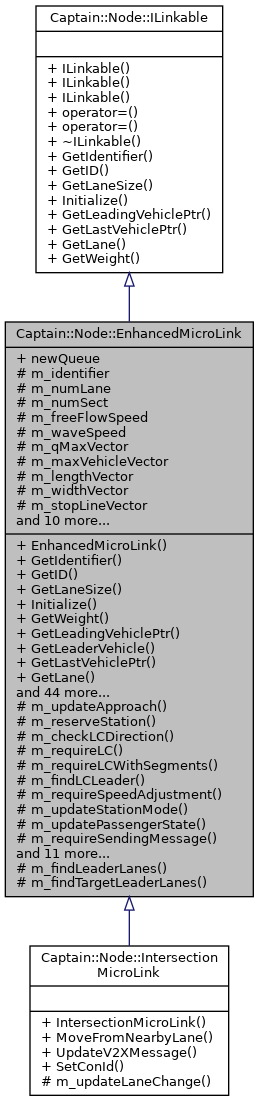 Captain::Node::ILinkable
+ ILinkable()
+ ILinkable()
+ ILinkable()
+ operator=()
+ operator=()
+ ~ILinkable()
+ GetIdentifier()
+ GetID()
+ GetLaneSize()
+ Initialize()
+ GetLeadingVehiclePtr()
+ GetLastVehiclePtr()
+ GetLane()
+ GetWeight()
Captain::Node::EnhancedMicroLink
+ newQueue
# m_identifier
# m_numLane
# m_numSect
# m_freeFlowSpeed
# m_waveSpeed
# m_qMaxVector
# m_maxVehicleVector
# m_lengthVector
# m_widthVector
# m_stopLineVector
and 10 more...
+ EnhancedMicroLink()
+ GetIdentifier()
+ GetID()
+ GetLaneSize()
+ Initialize()
+ GetWeight()
+ GetLeadingVehiclePtr()
+ GetLeaderVehicle()
+ GetLastVehiclePtr()
+ GetLane()
and 44 more...
# m_updateApproach()
# m_reserveStation()
# m_checkLCDirection()
# m_requireLC()
# m_requireLCWithSegments()
# m_findLCLeader()
# m_requireSpeedAdjustment()
# m_updateStationMode()
# m_updatePassengerState()
# m_requireSendingMessage()
and 11 more...
# m_findLeaderLanes()
# m_findTargetLeaderLanes()
Captain::Node::Intersection
MicroLink
+ IntersectionMicroLink()
+ MoveFromNearbyLane()
+ UpdateV2XMessage()
+ SetConId()
# m_updateLaneChange()